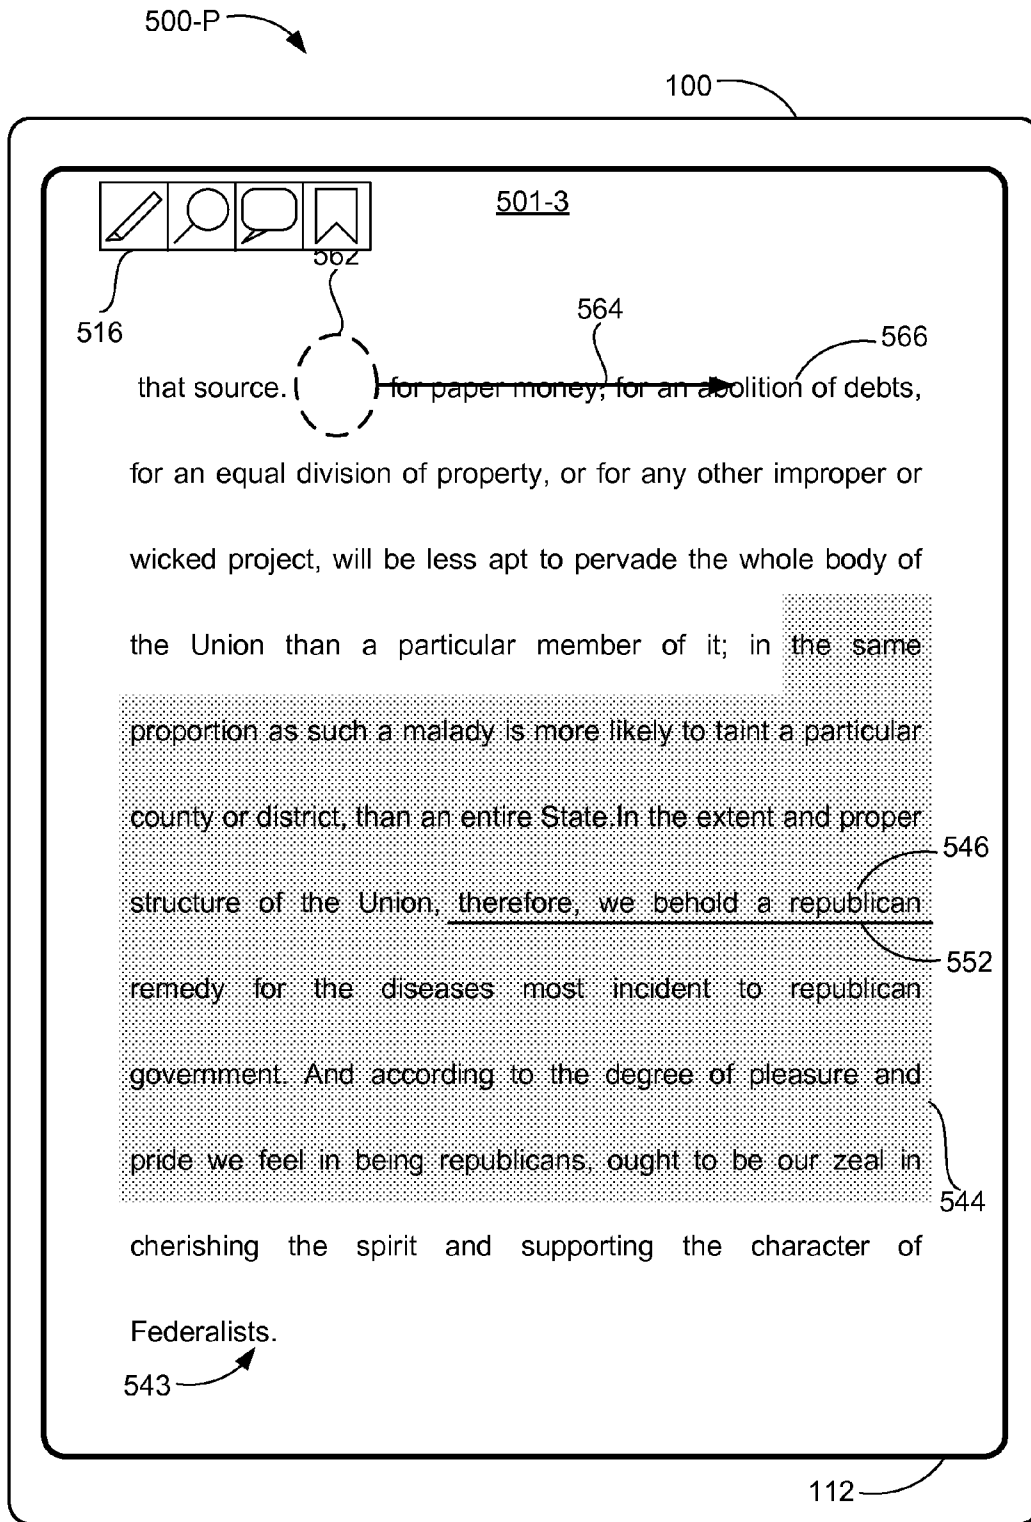 500-P
100
501-3
562
516
564
566
that source. for paper money, for an abolition of debts,
for an equal division of property, or for any other improper or
wicked project, will be less apt to pervade the whole body of
the Union than a particular member of it; in the same
proportion as such a malady is more likely to taint a particular
county or district, than an entire State.In the extent and proper
546
structure of the Union, therefore, we behold a republican
552
remedy for the diseases most incident to republican
government. And according to the degree of pleasure and
pride we feel in being republicans, ought to be our zeal in
544
cherishing the spirit and supporting the character of
Federalists.
543
112